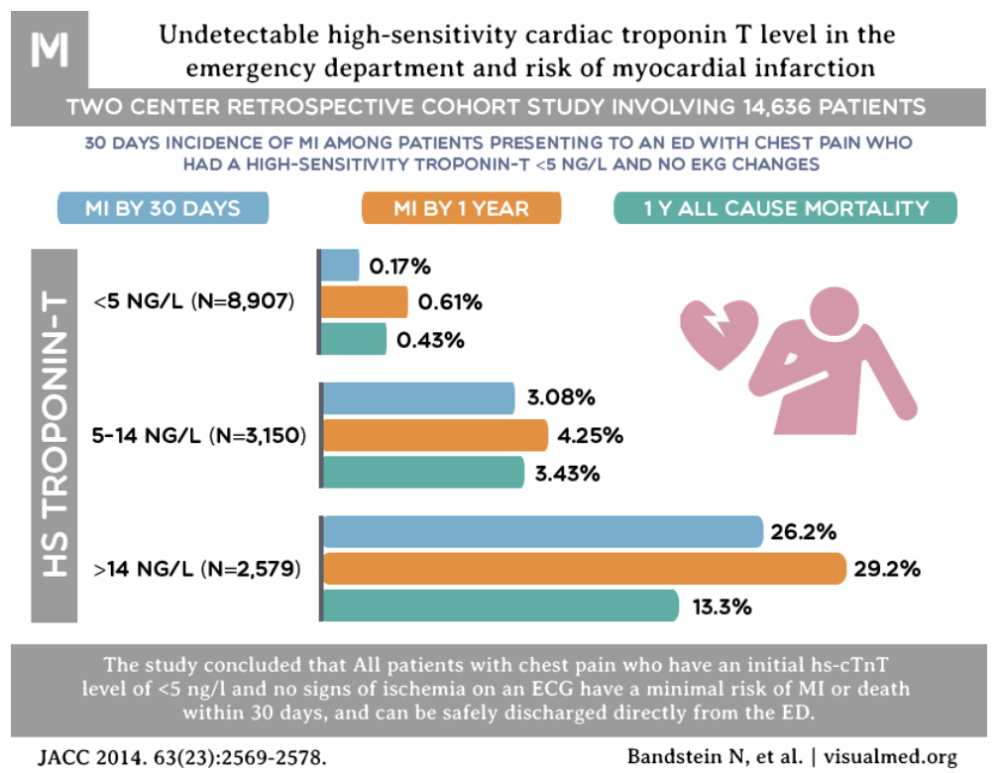 M
Undetectable high-sensitivity cardiac troponin T level in the
emergency department and risk of myocardial infarction
TWO CENTER RETROSPECTIVE COHORT STUDY INVOLVING 14,636 PATIENTS
30 DAYS INCIDENCE OF MI AMONG PATIENTS PRESENTING TO AN ED WITH CHEST PAIN WHO
HAD A HIGH-SENSITIVITY TROPONIN-T <5 NG/L AND NO EKG CHANGES
MI BY 30 DAYS
MI BY 1 YEAR
1 Y ALL CAUSE MORTALITY
HS TROPONIN-T
<5 NG/L (N=8,907)
0.17%
0.61%
0.43%
5-14 NG/L (N=3,150)
3.08%
4.25%
3.43%
>14 NG/L (N=2,579)
26.2%
29.2%
13.3%
The study concluded that All patients with chest pain who have an initial hs-cTnT
level of <5 ng/l and no signs of ischemia on an ECG have a minimal risk of MI or death
within 30 days, and can be safely discharged directly from the ED.
JACC 2014. 63(23):2569-2578.
Bandstein N, et al. | visualmed.org